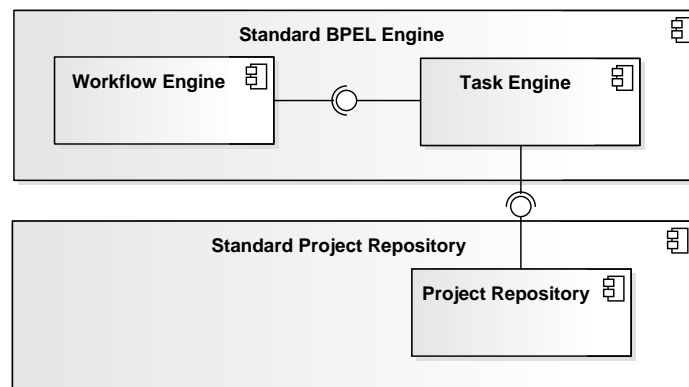 Standard BPEL Engine
Workflow Engine
Task Engine
Standard Project Repository
Project Repository